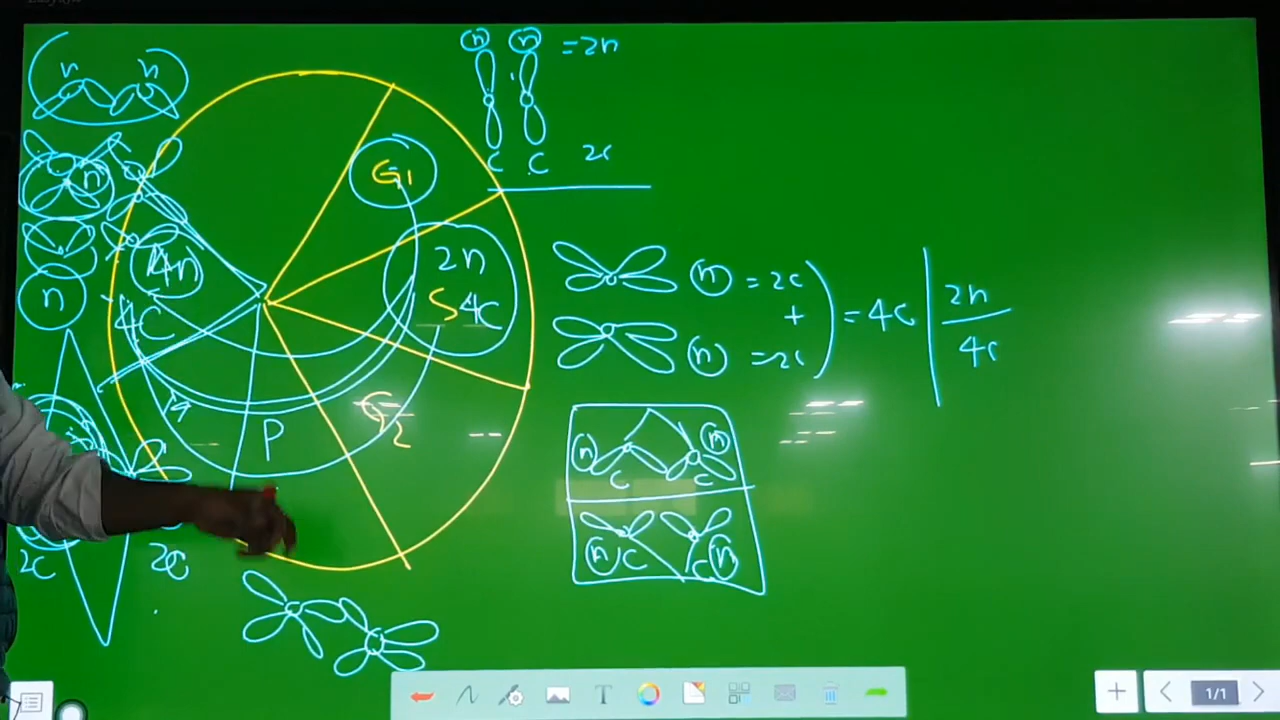 n n
n
n
4n
4C
G1
2n
S 4C
G2
M
P
2C 2C
n n = 2n
C C 2C
n = 2C
+
n = 2C
= 4C
2n
4C
n n
C C
n C C n
T
1/1